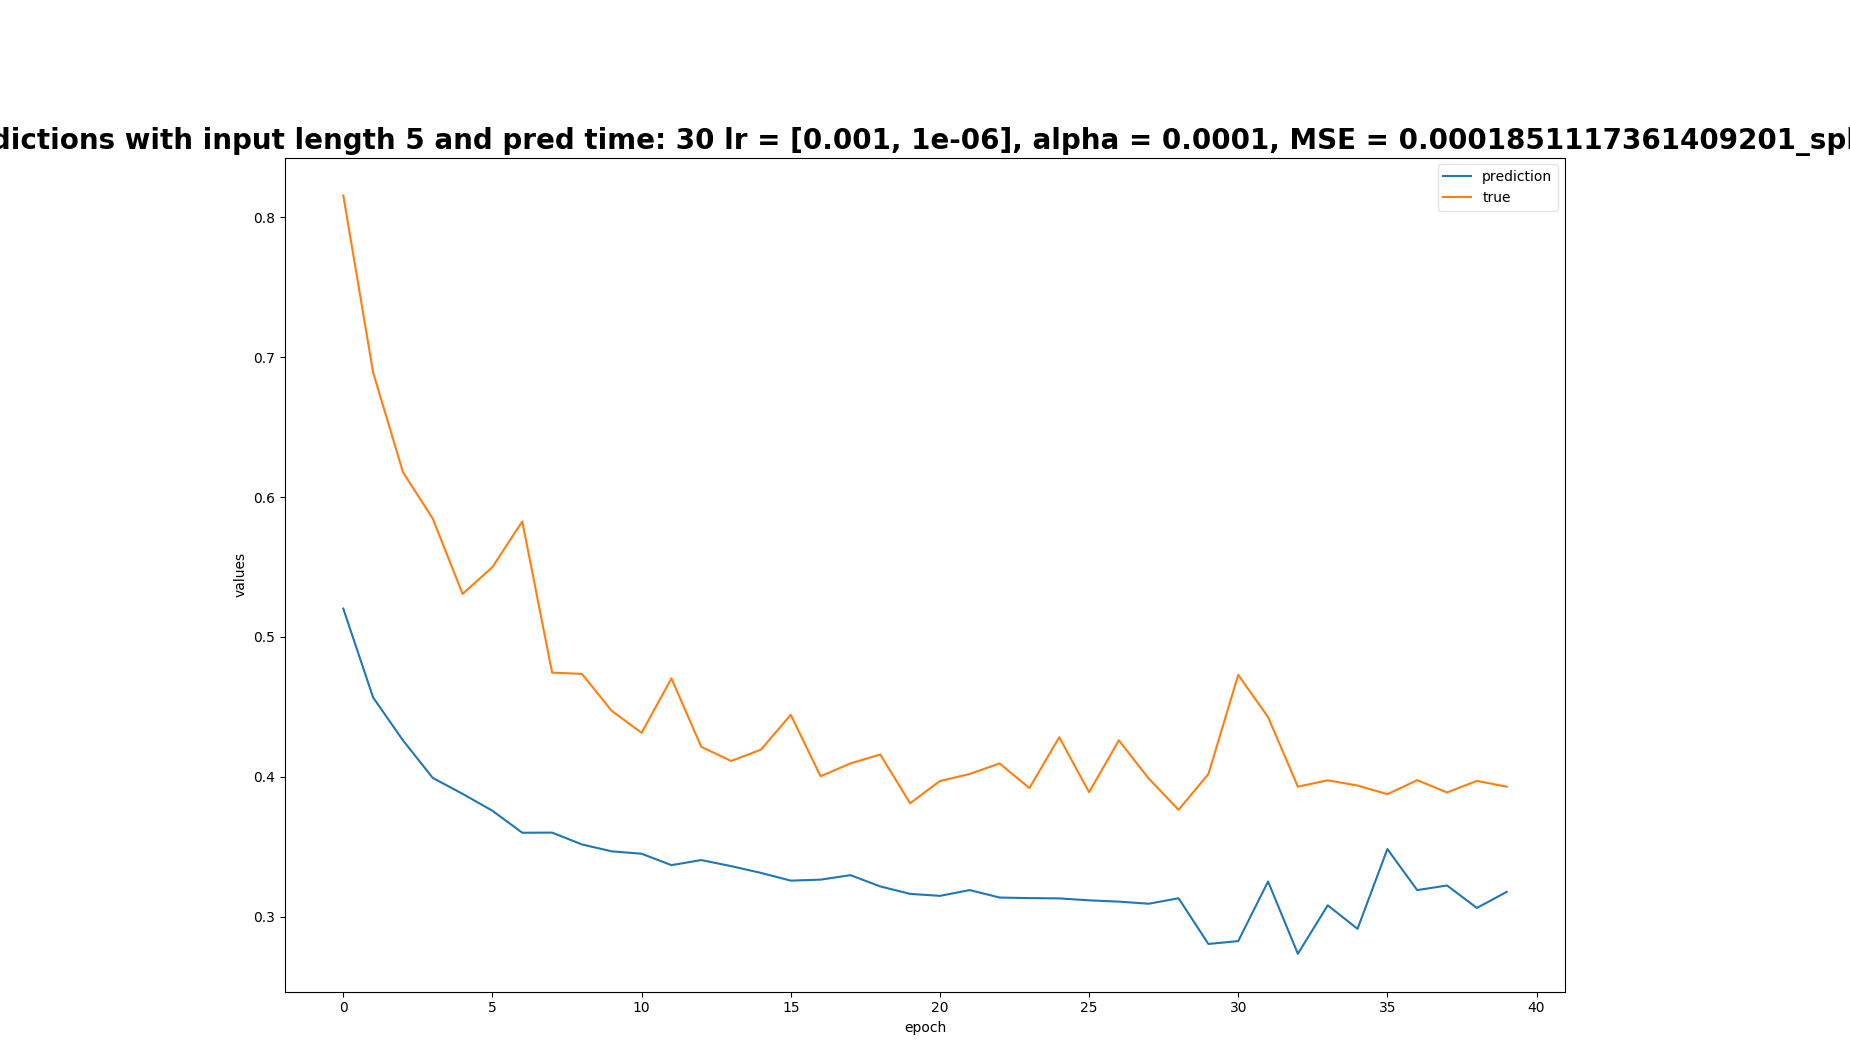 dictions with input length 5 and pred time: 30 lr = [0.001, 1e-06], alpha = 0.0001, MSE = 0.0001851117361409201_spl
prediction
true
0.8
0.7
0.6
0.5
0.4
0.3
values
0 5 10 15 20 25 30 35 40
epoch